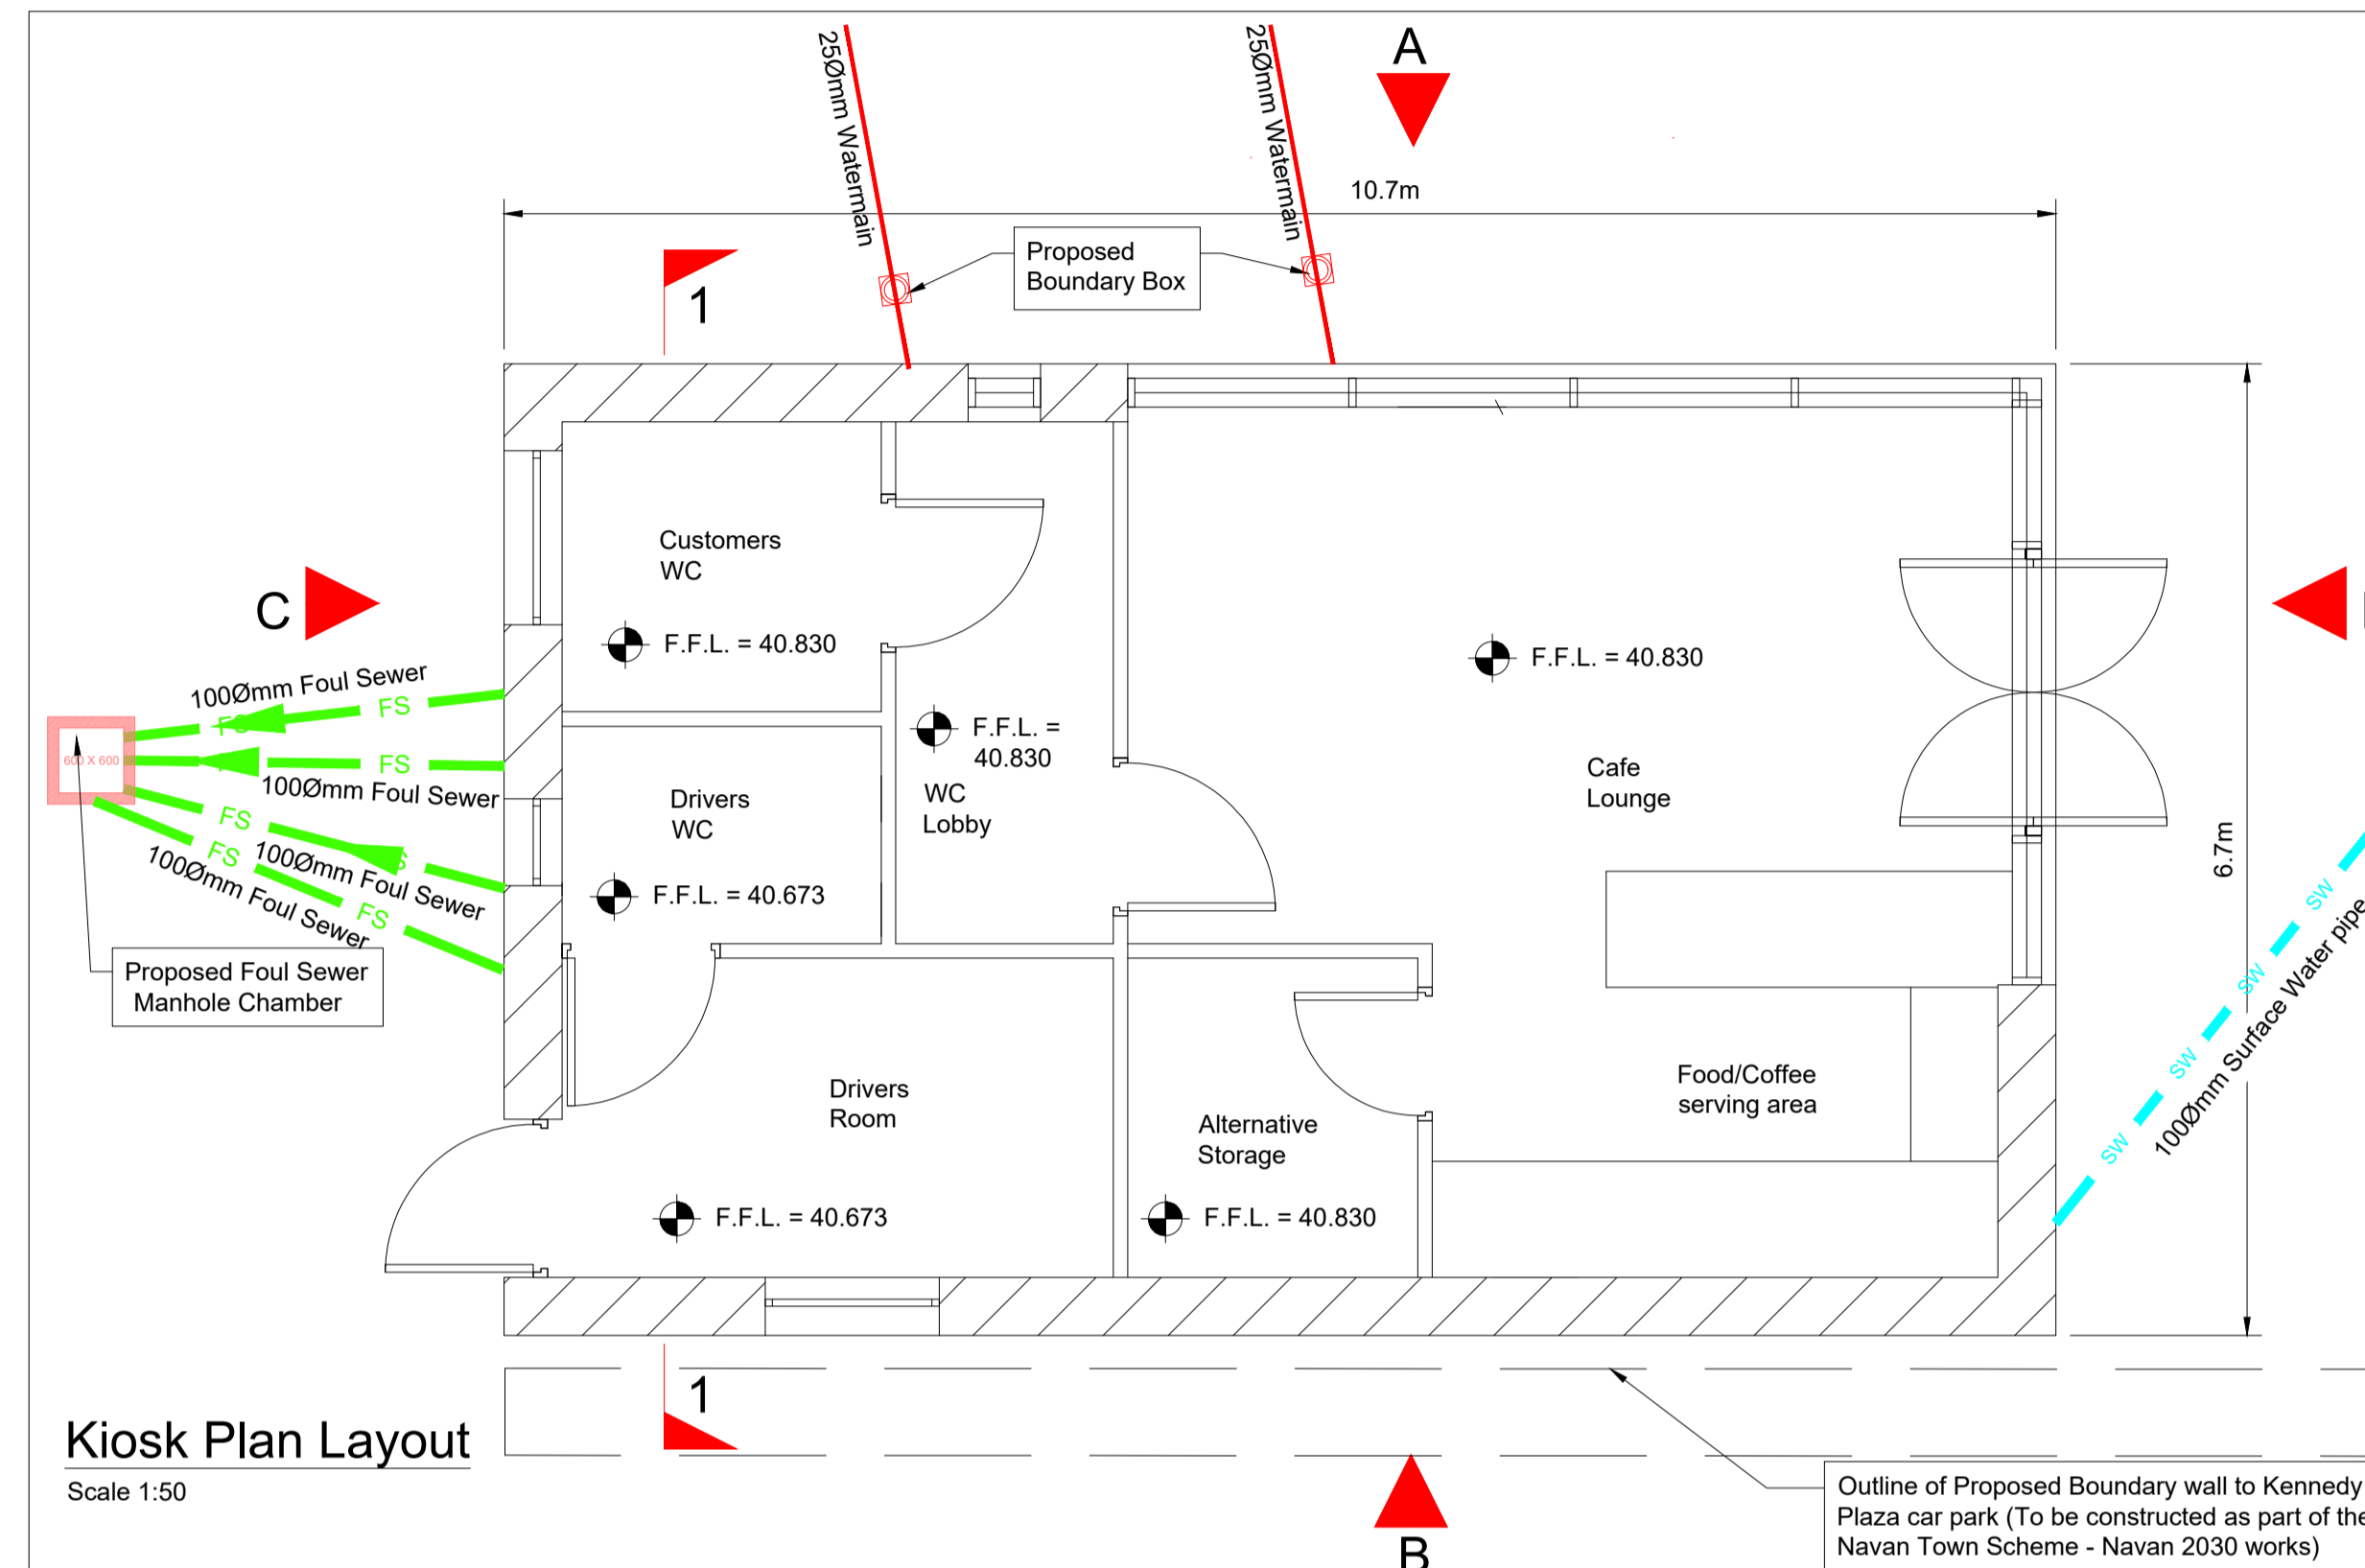 25Ømm Watermain
25Ømm Watermain
A
10.7m
Proposed
Boundary Box
1
Customers
WC
C
F.F.L. = 40.830
F.F.L. = 40.830
100Ømm Foul Sewer
FS
FS
F.F.L. =
40.830
600 X 600
FS
100Ømm Foul Sewer
Cafe
Lounge
Drivers
WC
WC
Lobby
FS
100Ømm Foul Sewer
FS
100Ømm Foul Sewer
FS
F.F.L. = 40.673
6.7m
sw
sw
sw
sw
100Ømm Surface Water pipe
Proposed Foul Sewer
Manhole Chamber
Drivers
Room
Food/Coffee
serving area
Alternative
Storage
F.F.L. = 40.673
F.F.L. = 40.830
1
Kiosk Plan Layout
Scale 1:50
B
Outline of Proposed Boundary wall to Kennedy
Plaza car park (To be constructed as part of the
Navan Town Scheme - Navan 2030 works)